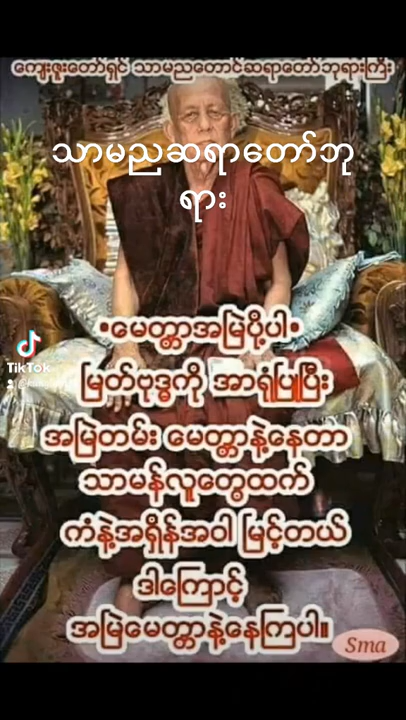 ကျေးဇူးတော်ရှင် သာမညတောင်ဆရာတော်ဘုရားကြီး
သာမညဆရာတော်ဘု
ရား
•မေတ္တာအမြဲပို့ပါ•
မြတ်ဗုဒ္ဓကို အာရုံပြုပြီး
အမြဲတမ်း မေတ္တာနဲ့နေတာ
သာမန်လူတွေထက်
ကံနဲ့အရှိန်အဝါ မြင့်တယ်
ဒါကြောင့်
အမြဲမေတ္တာနဲ့နေကြပါ။
TikTok
Sma